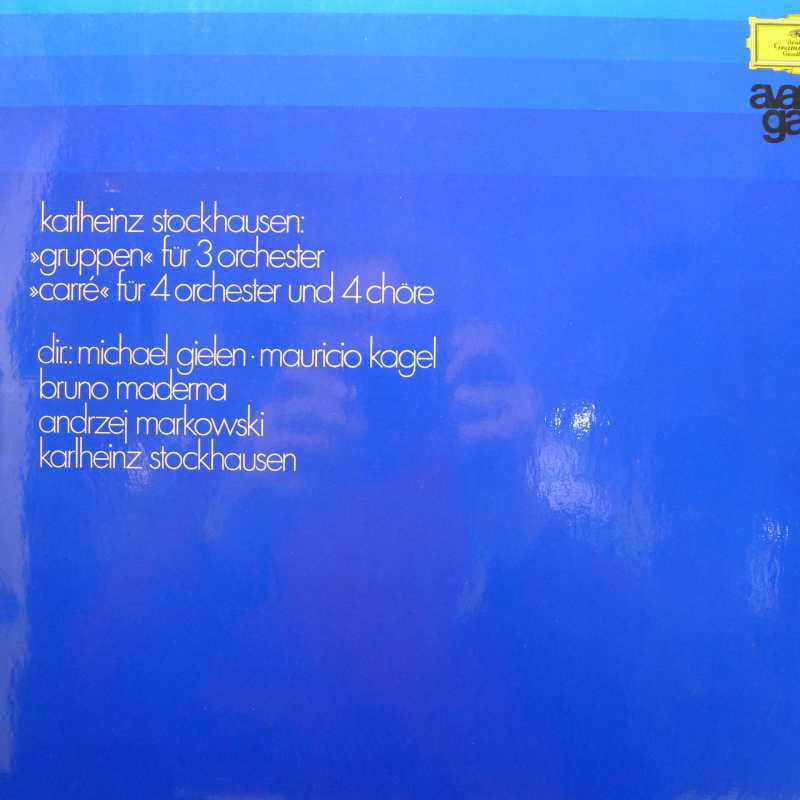 karlheinz stockhausen:
»gruppen« für 3 orchester
»carré« für 4 orchester und 4 chöre
dir.: michael gielen · mauricio kagel
bruno maderna
andrzej markowski
karlheinz stockhausen